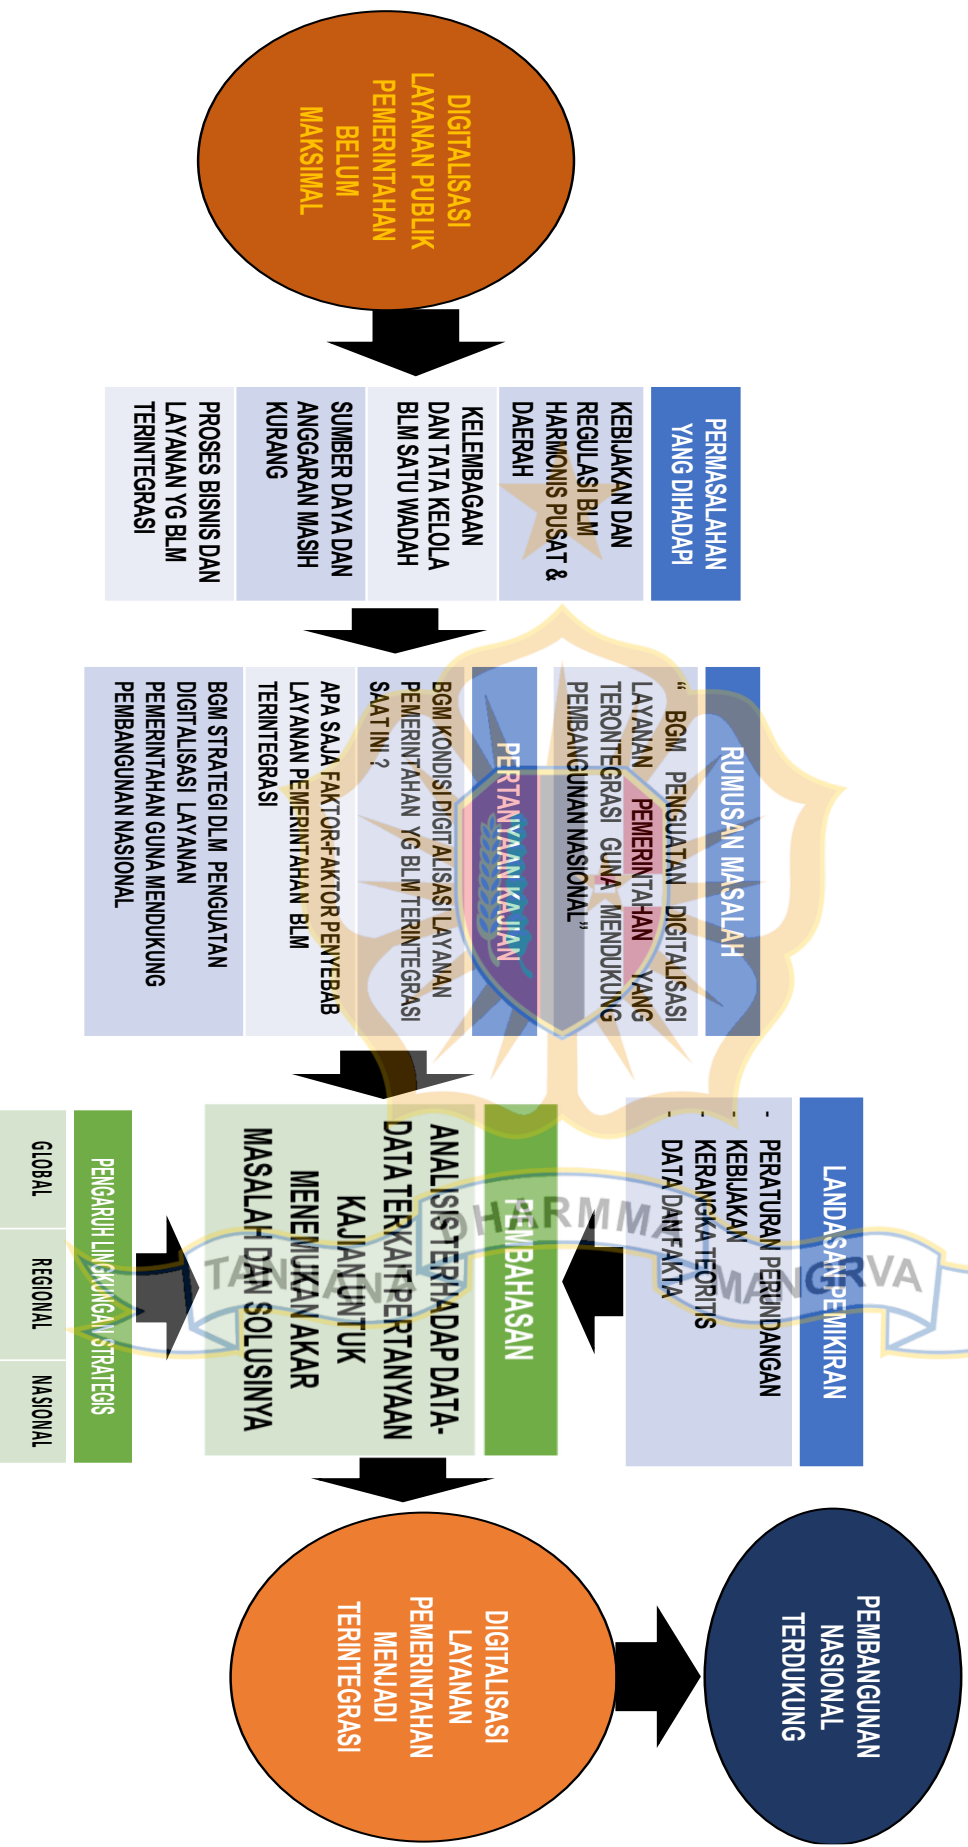 DIGITALISASI
LAYANAN PUBLIK
PEMERINTAHAN
BELUM
MAKSIMAL
PERMASALAHAN
YANG DIHADAPI
KEBIJAKAN DAN
REGULASI BLM
HARMONIS PUSAT &
DAERAH
KELEMBAGAAN
DAN TATA KELOLA
BLM SATU WADAH
SUMBER DAYA DAN
ANGGARAN MASIH
KURANG
PROSES BISNIS DAN
LAYANAN YG BLM
TERINTEGRASI
RUMUSAN MASALAH
“ BGM PENGUATAN DIGITALISASI
LAYANAN PEMERINTAHAN YANG
TERONTEGRASI GUNA MENDUKUNG
PEMBANGUNAN NASIONAL”
PERTANYAAN KAJIAN
BGM KONDISI DIGITALISASI LAYANAN
PEMERINTAHAN YG BLM TERINTEGRASI
SAAT INI ?
APA SAJA FAKTOR-FAKTOR PENYEBAB
LAYANAN PEMERINTAHAN BLM
TERINTEGRASI
BGM STRATEGI DLM PENGUATAN
DIGITALISASI LAYANAN
PEMERINTAHAN GUNA MENDUKUNG
PEMBANGUNAN NASIONAL
LANDASAN PEMIKIRAN
- PERATURAN PERUNDANGAN
- KEBIJAKAN
- KERANGKA TEORITIS
- DATA DAN FAKTA
PEMBAHASAN
ANALISIS TERHADAP DATA-
DATA TERKAIT PERTANYAAN
KAJIAN UNTUK
MENEMUKAN AKAR
MASALAH DAN SOLUSINYA
PENGARUH LINGKUNGAN STRATEGIS
GLOBAL
REGIONAL
NASIONAL
TANHANA DHARMMA MANGRVA
DIGITALISASI
LAYANAN
PEMERINTAHAN
MENJADI
TERINTEGRASI
PEMBANGUNAN
NASIONAL
TERDUKUNG